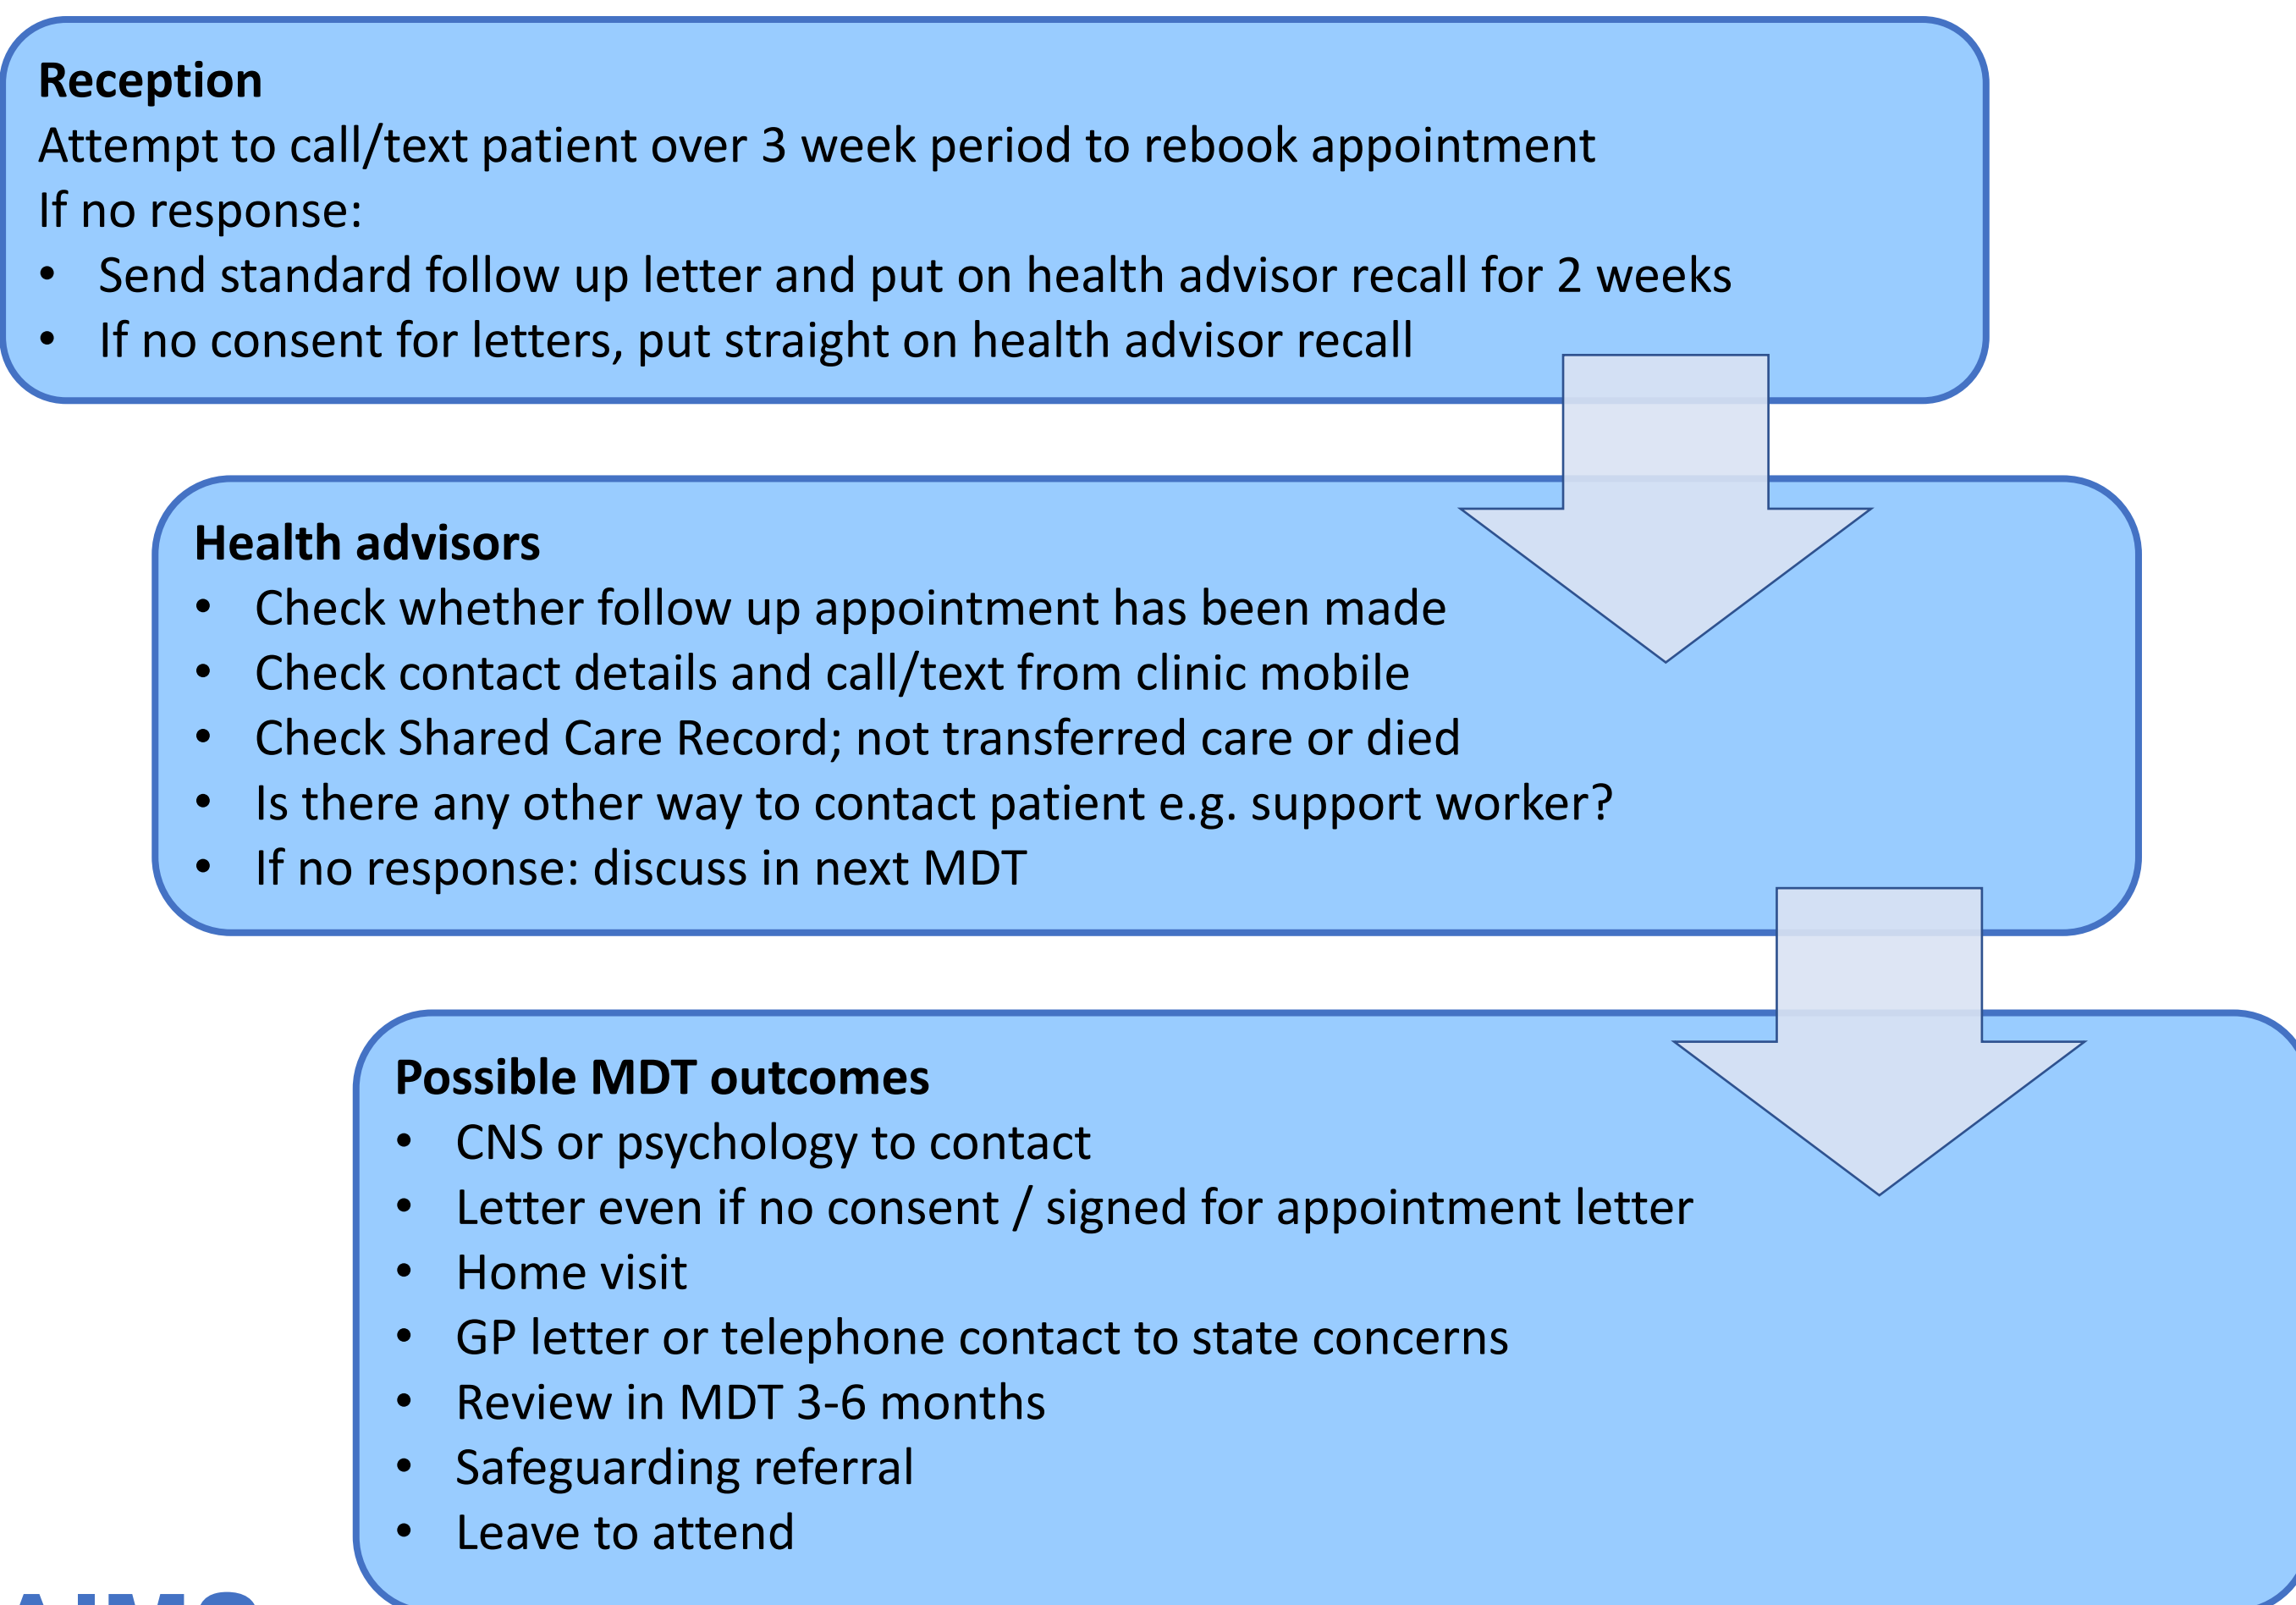 Reception
Attempt to call/text patient over 3 week period to rebook appointment
If no response:
• Send standard follow up letter and put on health advisor recall for 2 weeks
• If no consent for letters, put straight on health advisor recall
Health advisors
• Check whether follow up appointment has been made
• Check contact details and call/text from clinic mobile
• Check Shared Care Record; not transferred care or died
• Is there any other way to contact patient e.g. support worker?
• If no response: discuss in next MDT
Possible MDT outcomes
• CNS or psychology to contact
• Letter even if no consent / signed for appointment letter
• Home visit
• GP letter or telephone contact to state concerns
• Review in MDT 3-6 months
• Safeguarding referral
• Leave to attend